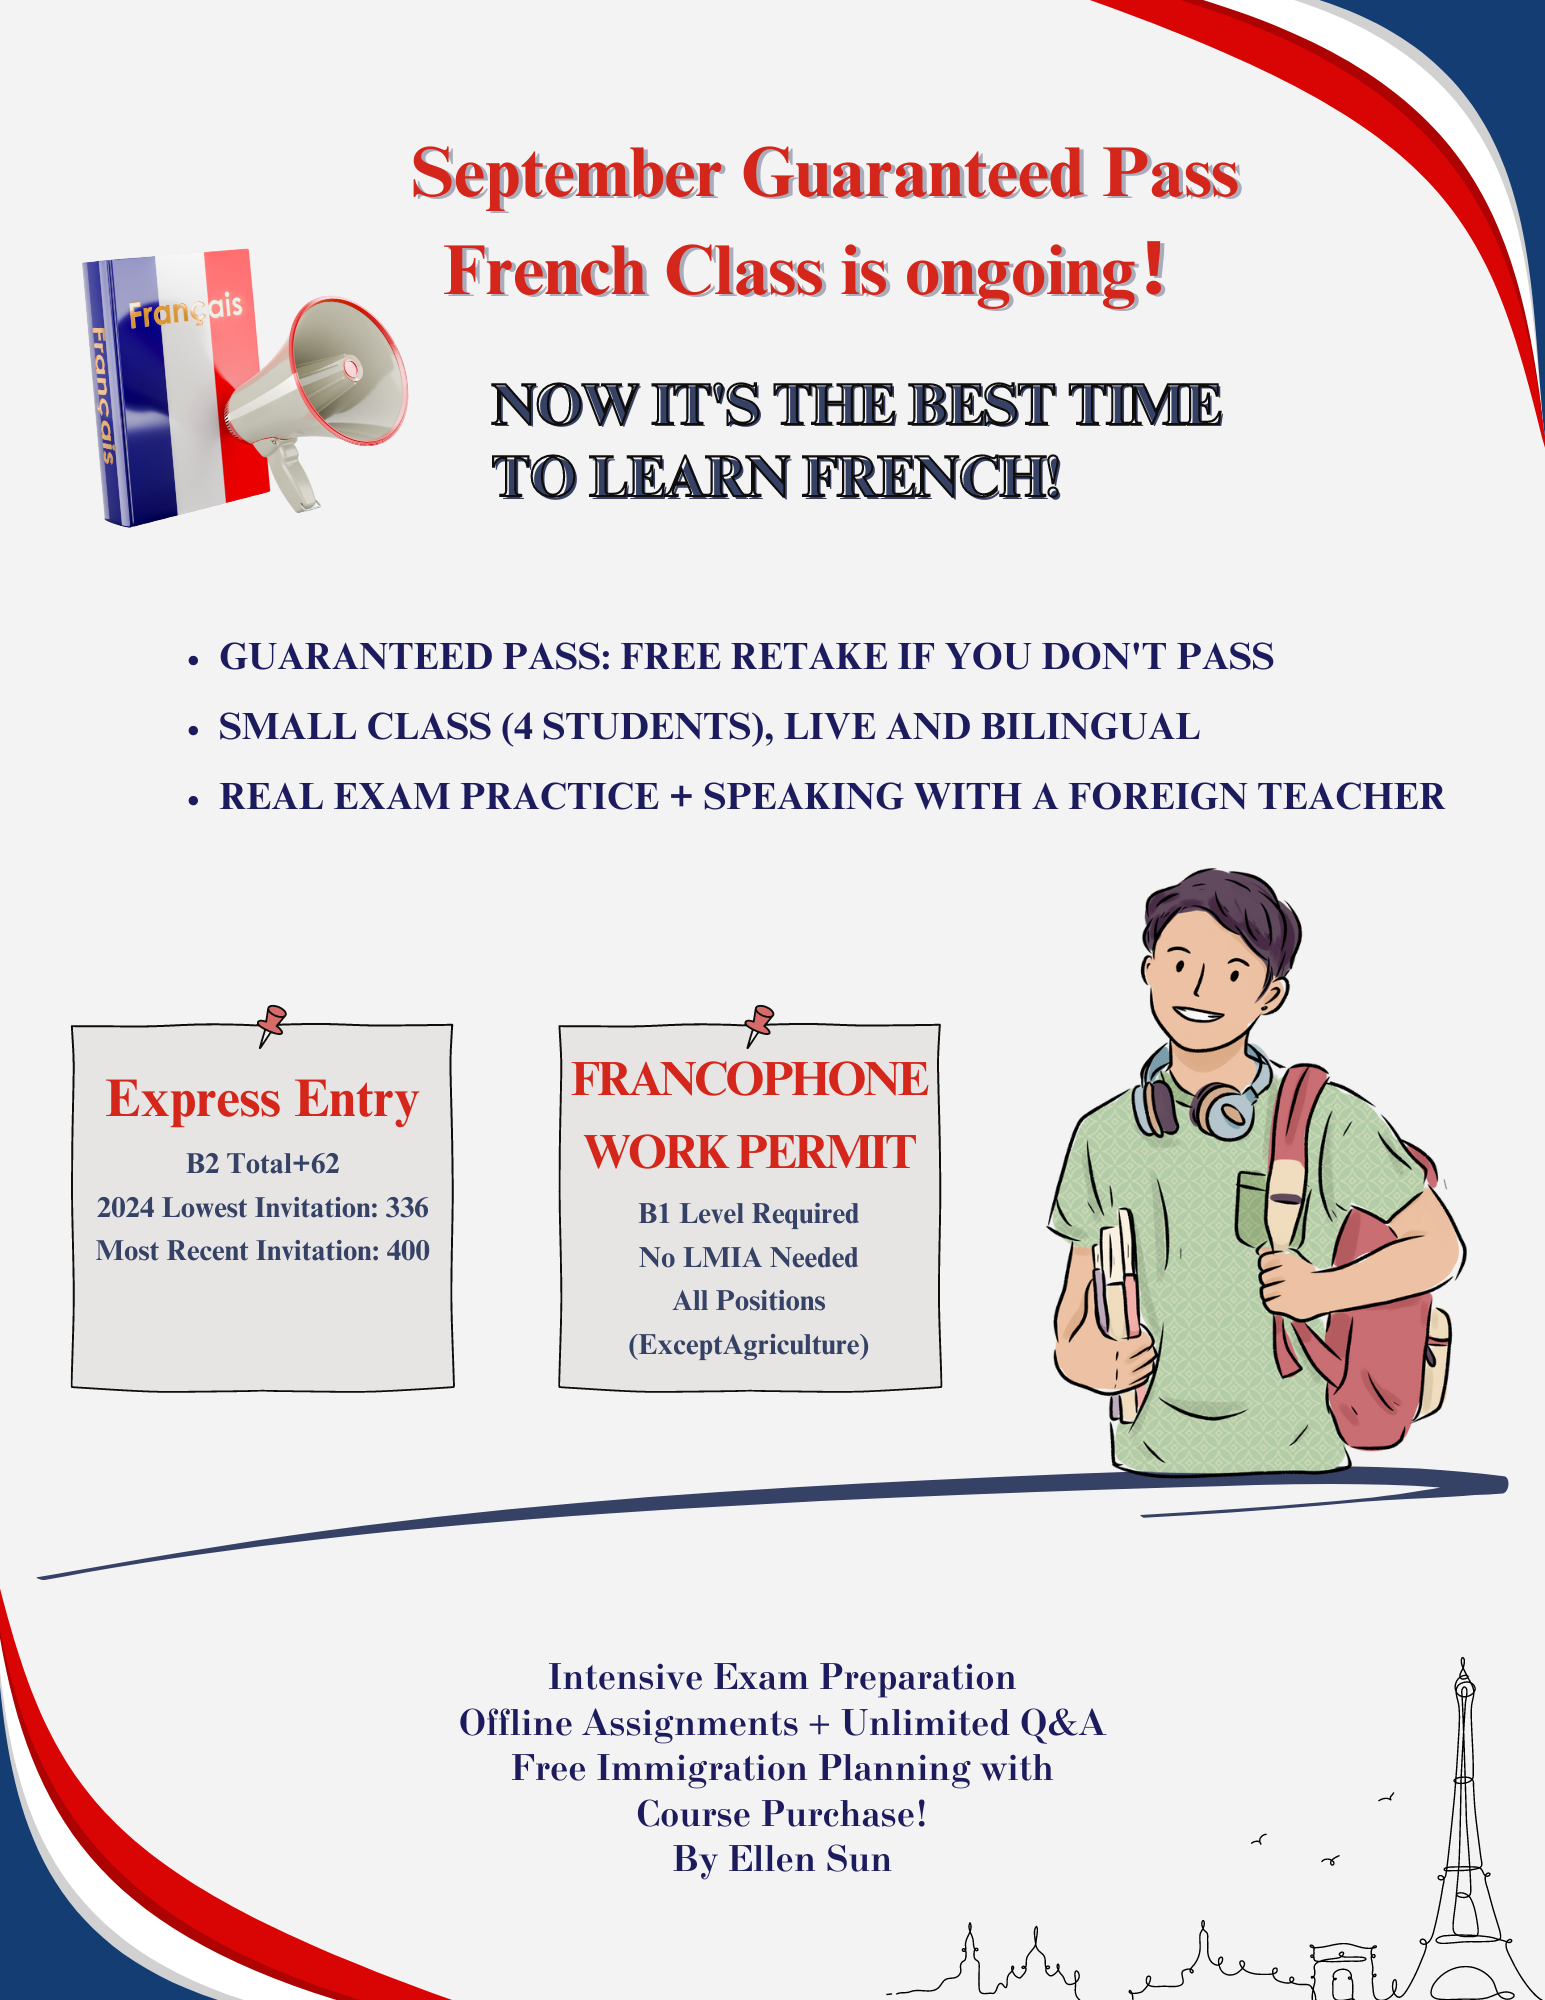 September Guaranteed Pass
French Class is ongoing!
Français
Français
NOW IT'S THE BEST TIME
TO LEARN FRENCH!
• GUARANTEED PASS: FREE RETAKE IF YOU DON'T PASS
• SMALL CLASS (4 STUDENTS), LIVE AND BILINGUAL
• REAL EXAM PRACTICE + SPEAKING WITH A FOREIGN TEACHER
Express Entry
B2 Total+62
2024 Lowest Invitation: 336
Most Recent Invitation: 400
FRANCOPHONE
WORK PERMIT
B1 Level Required
No LMIA Needed
All Positions
(ExceptAgriculture)
Intensive Exam Preparation
Offline Assignments + Unlimited Q&A
Free Immigration Planning with
Course Purchase!
By Ellen Sun